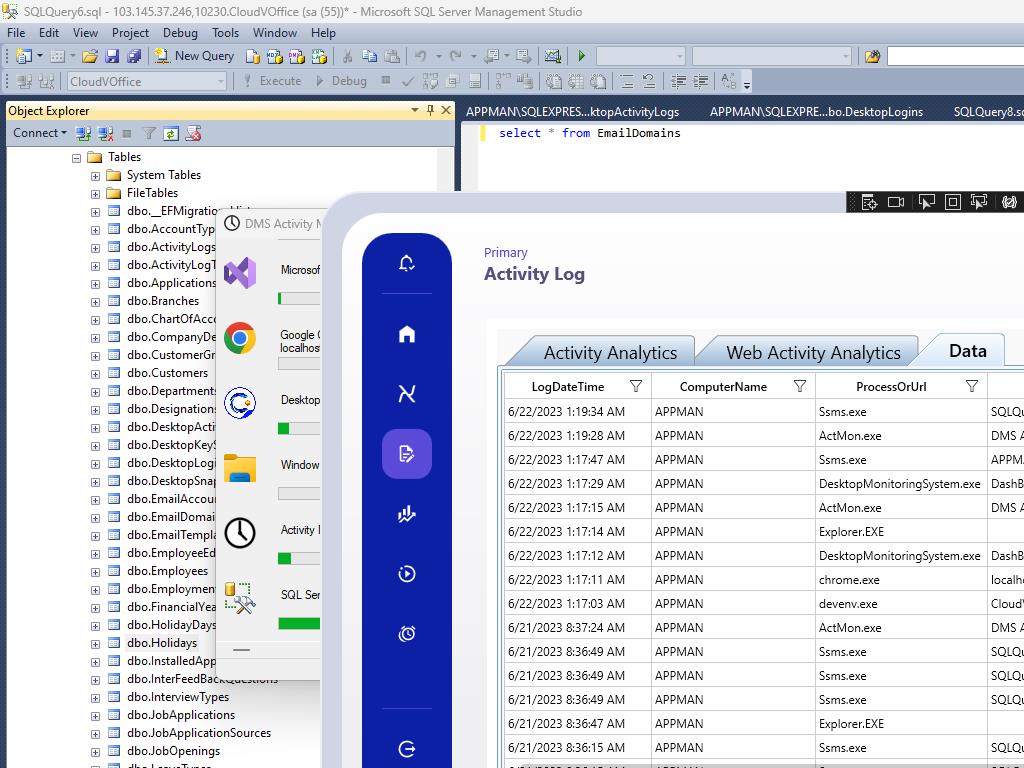 SQLQuery6.sql - 103.145.37.246,10230.CloudVOffice (sa (55))* - Microsoft SQL Server Management Studio
File Edit View Project Debug Tools Window Help
New Query
CloudVOffice Execute Debug
Object Explorer
APPMAN\SQLEXPRES...ktopActivityLogs APPMAN\SQLEXPRE...bo.DesktopLogins SQLQuery8.sq
Connect
select * from EmailDomains
Tables
System Tables
FileTables
dbo.__EFMigration
dbo.AccountTyp
dbo.ActivityLogs
dbo.ActivityLogT
dbo.Applications
dbo.Branches
dbo.ChartOfAcco
dbo.CompanyDe
dbo.CustomerGr
dbo.Customers
dbo.Departments
dbo.Designations
dbo.DesktopActi
dbo.DesktopKeyS
dbo.DesktopLogi
dbo.DesktopSnap
dbo.EmailAccou
dbo.EmailDomai
dbo.EmailTempla
dbo.EmployeeEd
dbo.Employees
dbo.Employmen
dbo.FinancialYea
dbo.HolidayDays
dbo.Holidays
dbo.InstalledApp
dbo.InterFeedBackQuestions
dbo.InterviewTypes
dbo.JobApplications
dbo.JobApplicationSources
dbo.JobOpenings
dbo.LeaveTypes
DMS Activity M
Microsof
Google C
localhost
Desktop
Window
Activity
SQL Ser
Primary
Activity Log
Activity Analytics Web Activity Analytics Data
LogDateTime ComputerName ProcessOrUrl
6/22/2023 1:19:34 AM APPMAN Ssms.exe SQLQu
6/22/2023 1:19:28 AM APPMAN ActMon.exe DMS A
6/22/2023 1:17:47 AM APPMAN Ssms.exe APPMA
6/22/2023 1:17:29 AM APPMAN DesktopMonitoringSystem.exe DashB
6/22/2023 1:17:15 AM APPMAN ActMon.exe DMS A
6/22/2023 1:17:14 AM APPMAN Explorer.EXE
6/22/2023 1:17:12 AM APPMAN DesktopMonitoringSystem.exe DashB
6/22/2023 1:17:11 AM APPMAN chrome.exe localho
6/22/2023 1:17:03 AM APPMAN devenv.exe CloudV
6/21/2023 8:37:24 AM APPMAN ActMon.exe DMS A
6/21/2023 8:36:49 AM APPMAN Ssms.exe SQLQu
6/21/2023 8:36:49 AM APPMAN Ssms.exe SQLQu
6/21/2023 8:36:49 AM APPMAN Ssms.exe SQLQu
6/21/2023 8:36:47 AM APPMAN Explorer.EXE
6/21/2023 8:36:15 AM APPMAN Ssms.exe SQLQu